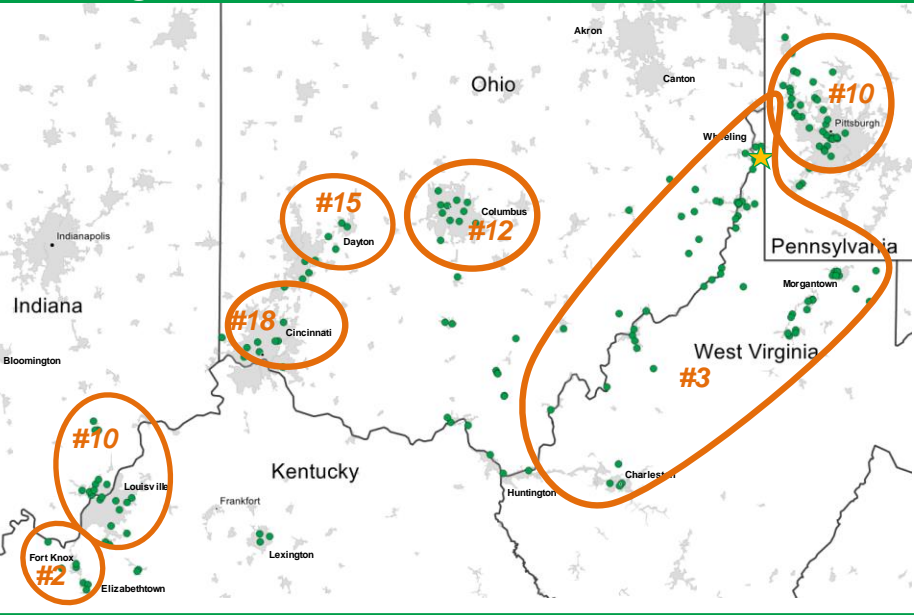 Akron
Canton
Ohio
#10
Pittsburgh
Wheeling
#15
Dayton
Columbus
#12
Indianapolis
Pennsylvania
Morgantown
Indiana
#18
Cincinnati
Bloomington
West Virginia
#3
#10
Louisville
Kentucky
Charleston
Huntington
Frankfort
Lexington
Fort Knox
#2
Elizabethtown